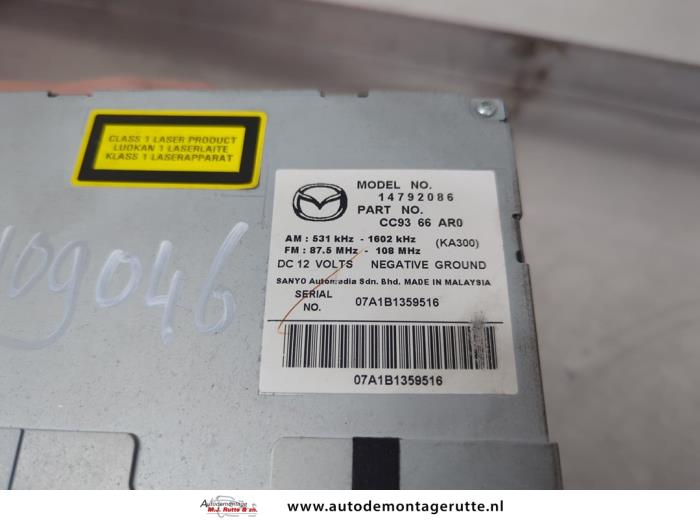 CLASS 1 LASER PRODUCT
LUOKAN 1 LASERLAITE
KLASS 1 LASERAPPARAT
MODEL NO.
14792086
PART NO.
CC93 66 AR0
AM : 531 kHz - 1602 kHz (KA300)
FM : 87.5 MHz - 108 MHz
DC 12 VOLTS NEGATIVE GROUND
SANYO Automedia Sdn. Bhd. MADE IN MALAYSIA
SERIAL NO. 07A1B1359516
07A1B1359516
109046
Autodemontage
M.J. Rutte & zn.
www.autodemontagerutte.nl